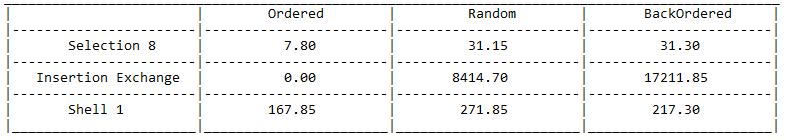 Ordered Random BackOrdered
Selection 8 7.80 31.15 31.30
Insertion Exchange 0.00 8414.70 17211.85
Shell 1 167.85 271.85 217.30